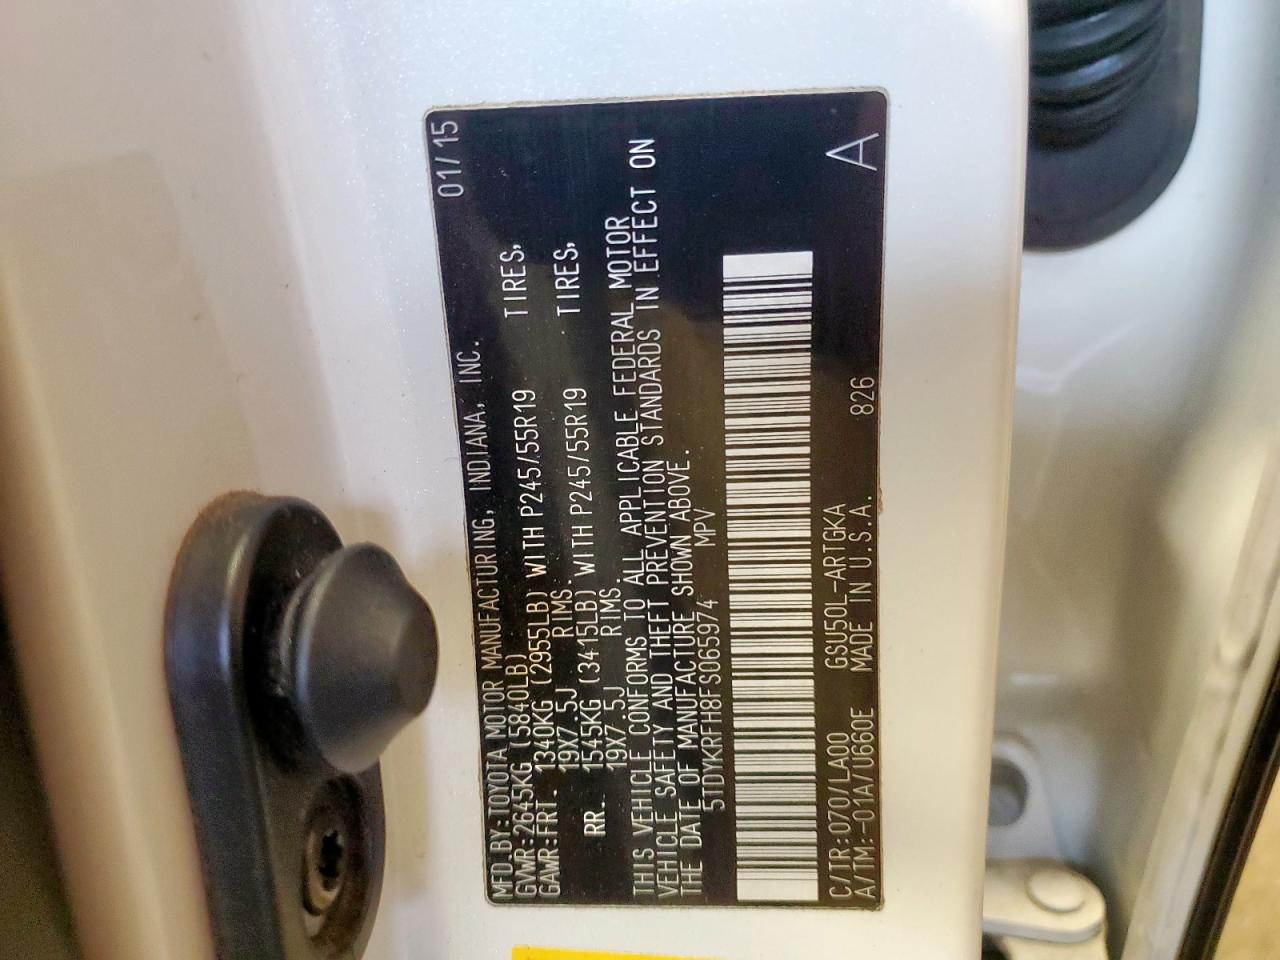 MFD.BY:TOYOTA MOTOR MANUFACTURING, INDIANA, INC. 01/15
GVWR:2645KG (5840LB)
GAWR:FRT. 1340KG (2955LB) WITH P245/55R19 TIRES,
19X7.5J RIMS.
RR. 1545KG (3415LB) WITH P245/55R19 TIRES,
19X7.5J RIMS.
THIS VEHICLE CONFORMS TO ALL APPLICABLE FEDERAL MOTOR
VEHICLE SAFETY AND THEFT PREVENTION STANDARDS IN EFFECT ON
THE DATE OF MANUFACTURE SHOWN ABOVE.
5TDYKRFH8FS065974 MPV
C/TR:070/LA00 GSU50L-ARTGKA
A/TM:-01A/U660E MADE IN U.S.A. 826 A